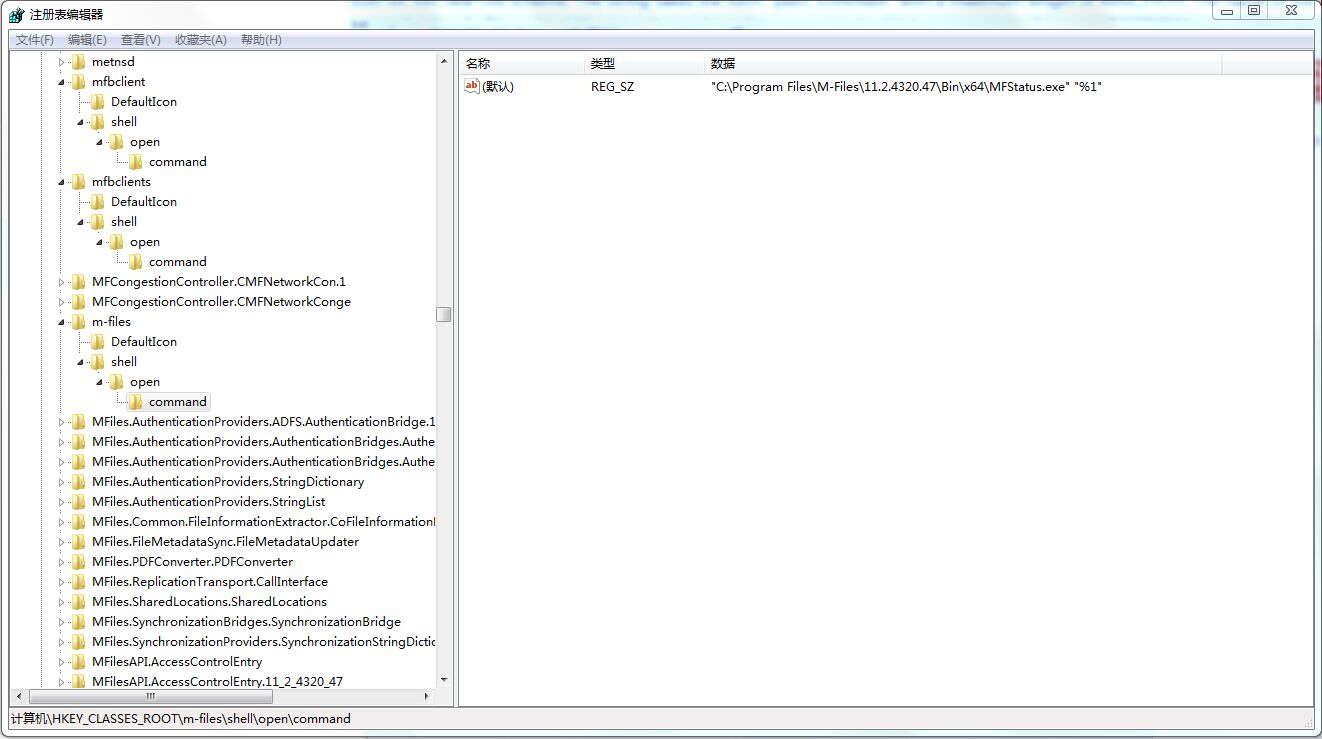 注册表编辑器
文件(F) 编辑(E) 查看(V) 收藏夹(A) 帮助(H)
metnsd
mfbclient
DefaultIcon
shell
open
command
mfbclients
DefaultIcon
shell
open
command
MFCongestionController.CMFNetworkCon.1
MFCongestionController.CMFNetworkConge
m-files
DefaultIcon
shell
open
command
MFiles.AuthenticationProviders.ADFS.AuthenticationBridge.1
MFiles.AuthenticationProviders.AuthenticationBridges.Authe
MFiles.AuthenticationProviders.AuthenticationBridges.Authe
MFiles.AuthenticationProviders.StringDictionary
MFiles.AuthenticationProviders.StringList
MFiles.Common.FileInformationExtractor.CoFileInformation
MFiles.FileMetadataSync.FileMetadataUpdater
MFiles.PDFConverter.PDFConverter
MFiles.ReplicationTransport.CallInterface
MFiles.SharedLocations.SharedLocations
MFiles.SynchronizationBridges.SynchronizationBridge
MFiles.SynchronizationProviders.SynchronizationStringDictic
MFilesAPI.AccessControlEntry
MFilesAPI.AccessControlEntry.11_2_4320_47
名称 类型 数据
ab (默认) REG_SZ "C:\Program Files\M-Files\11.2.4320.47\Bin\x64\MFStatus.exe" "%1"
计算机\HKEY_CLASSES_ROOT\m-files\shell\open\command